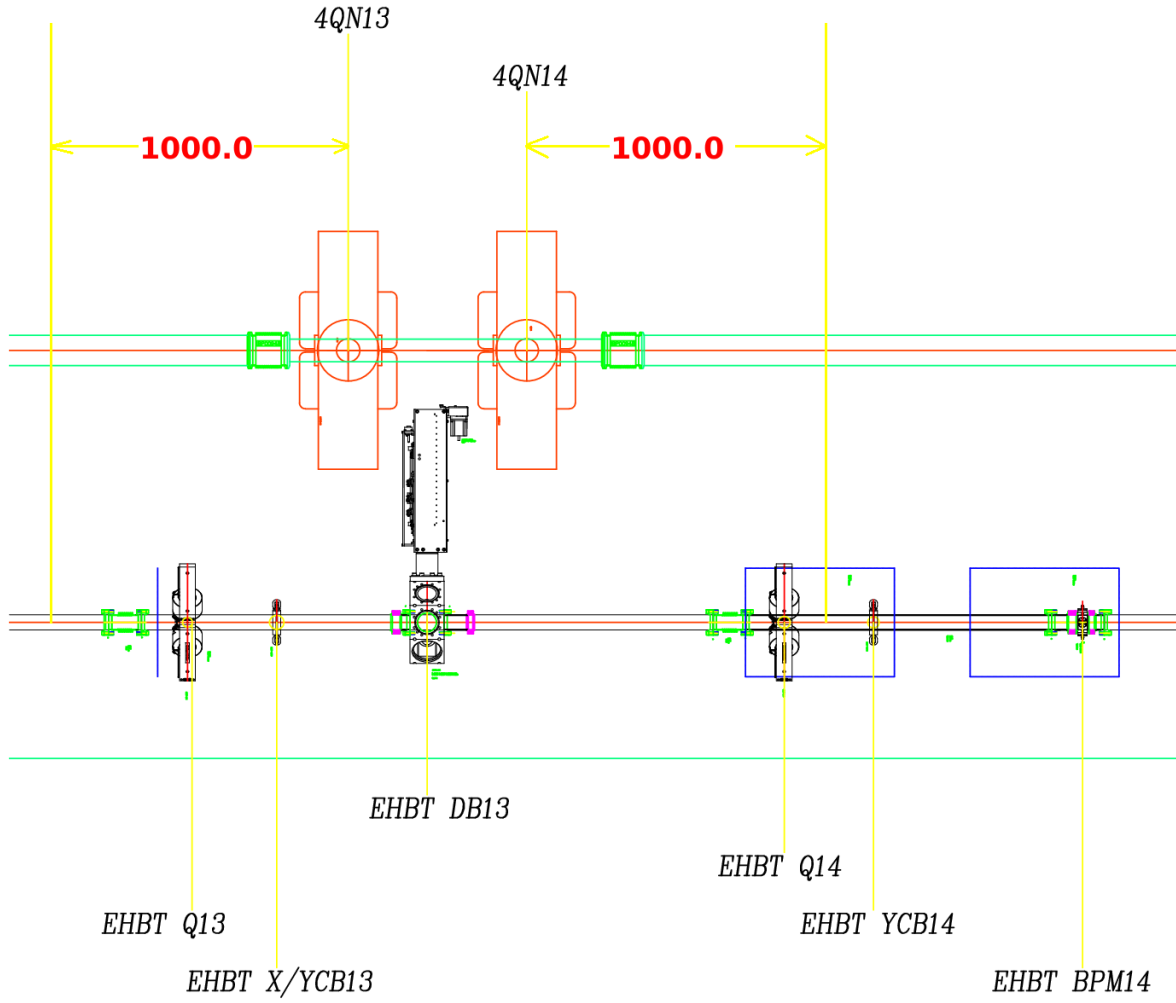 4QN13
4QN14
1000.0
1000.0
EHBT DB13
EHBT Q14
EHBT Q13
EHBT YCB14
EHBT X/YCB13
EHBT BPM14